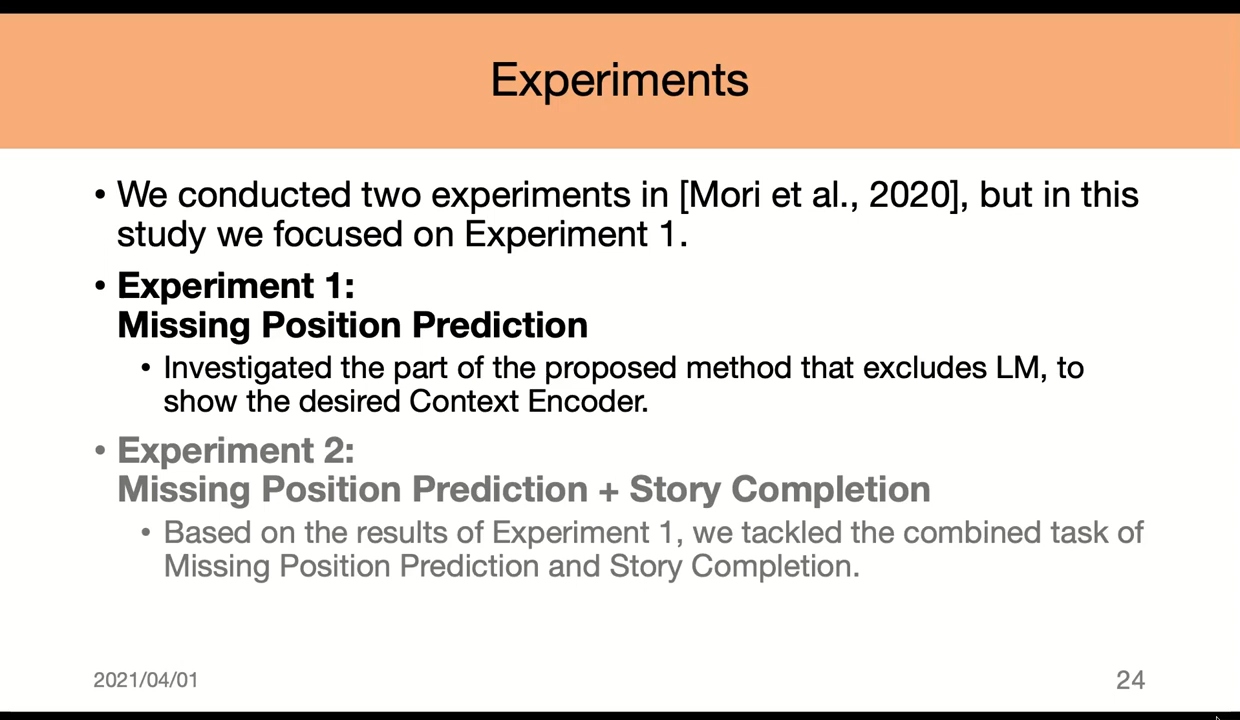 Experiments
• We conducted two experiments in [Mori et al., 2020], but in this
study we focused on Experiment 1.
• Experiment 1:
Missing Position Prediction
• Investigated the part of the proposed method that excludes LM, to
show the desired Context Encoder.
• Experiment 2:
Missing Position Prediction + Story Completion
• Based on the results of Experiment 1, we tackled the combined task of
Missing Position Prediction and Story Completion.
2021/04/01
24